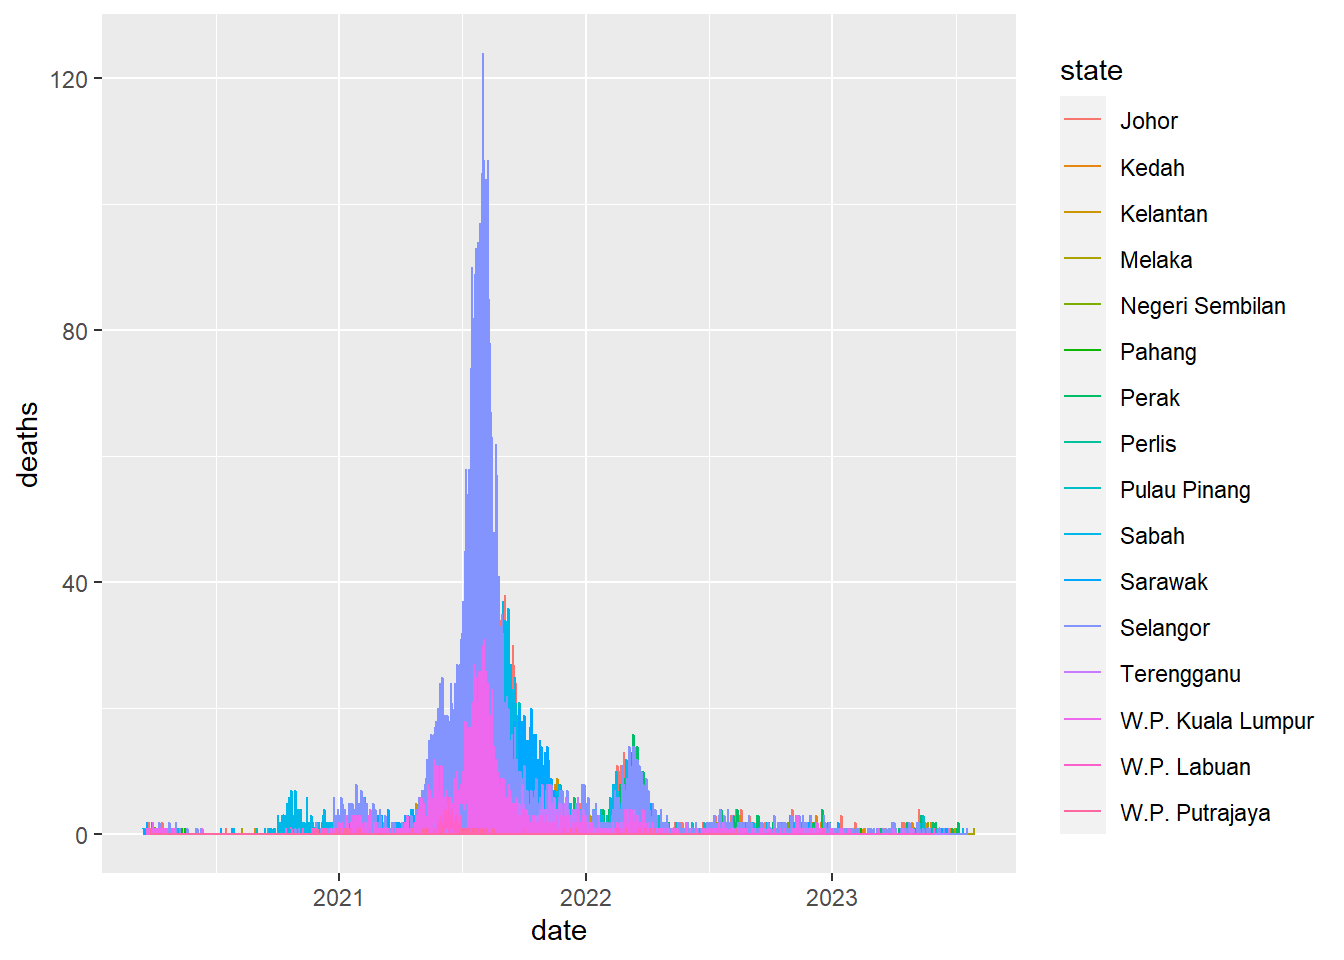 120
80
40
0
deaths
2021
2022
2023
date
state
Johor
Kedah
Kelantan
Melaka
Negeri Sembilan
Pahang
Perak
Perlis
Pulau Pinang
Sabah
Sarawak
Selangor
Terengganu
W.P. Kuala Lumpur
W.P. Labuan
W.P. Putrajaya